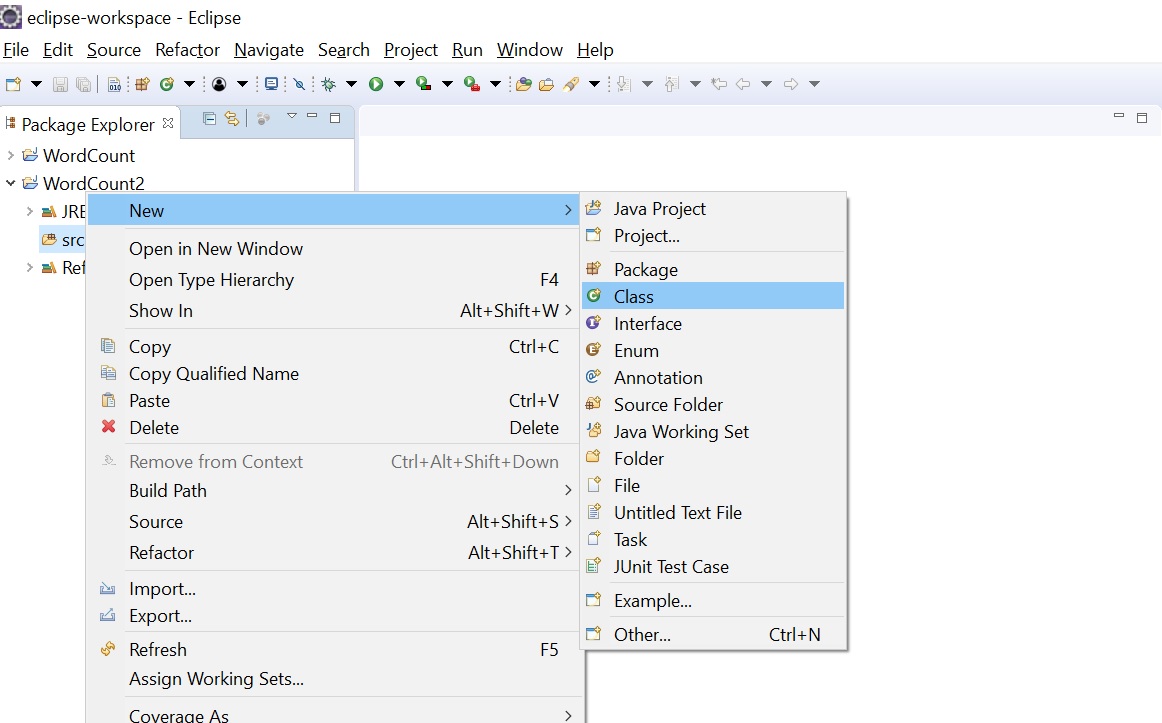 eclipse-workspace - Eclipse
File Edit Source Refactor Navigate Search Project Run Window Help
Package Explorer
WordCount
WordCount2
JRE
src
Ref
New
Open in New Window
Open Type Hierarchy F4
Show In Alt+Shift+W
Copy Ctrl+C
Copy Qualified Name
Paste Ctrl+V
Delete Delete
Remove from Context Ctrl+Alt+Shift+Down
Build Path
Source Alt+Shift+S
Refactor Alt+Shift+T
Import...
Export...
Refresh F5
Assign Working Sets...
Coverage As
Java Project
Project...
Package
Class
Interface
Enum
Annotation
Source Folder
Java Working Set
Folder
File
Untitled Text File
Task
JUnit Test Case
Example...
Other... Ctrl+N